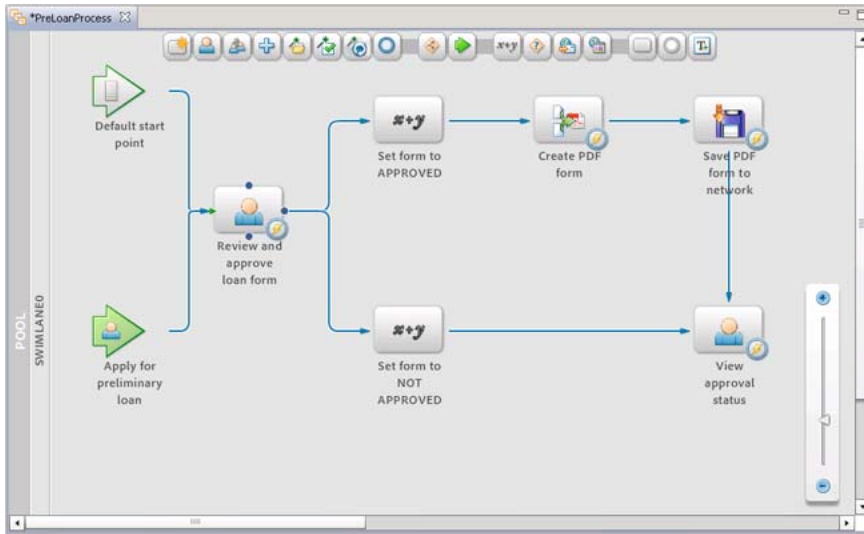 *PreLoanProcess
x+y
T
Default start
point
x+y
Set form to
APPROVED
Create PDF
form
Save PDF
form to
network
Review and
approve
loan form
POOL
SWIMLANE0
Apply for
preliminary
loan
x+y
Set form to
NOT
APPROVED
View
approval
status